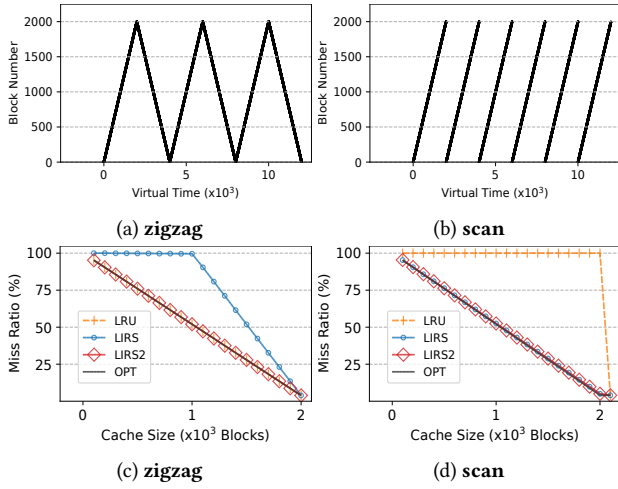 2000
1500
1000
500
0
Block Number
0 5 10
Virtual Time (x10³)
(a) zigzag
2000
1500
1000
500
0
Block Number
0 5 10
Virtual Time (x10³)
(b) scan
100
75
50
25
Miss Ratio (%)
LRU
LIRS
LIRS2
OPT
0 1 2
Cache Size (x10³ Blocks)
(c) zigzag
100
75
50
25
Miss Ratio (%)
LRU
LIRS
LIRS2
OPT
0 1 2
Cache Size (x10³ Blocks)
(d) scan